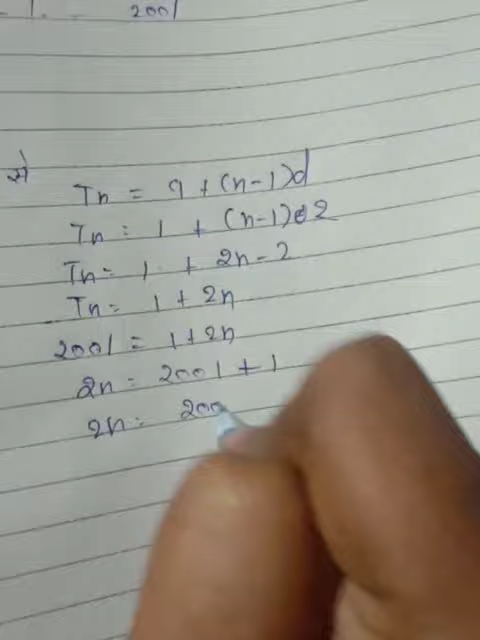 2001
से
Tn = a + (n-1)d
Tn = 1 + (n-1)2
Tn = 1 + 2n - 2
Tn = 1 + 2n
2001 = 1 + 2n
2n = 2001 + 1
2n = 200